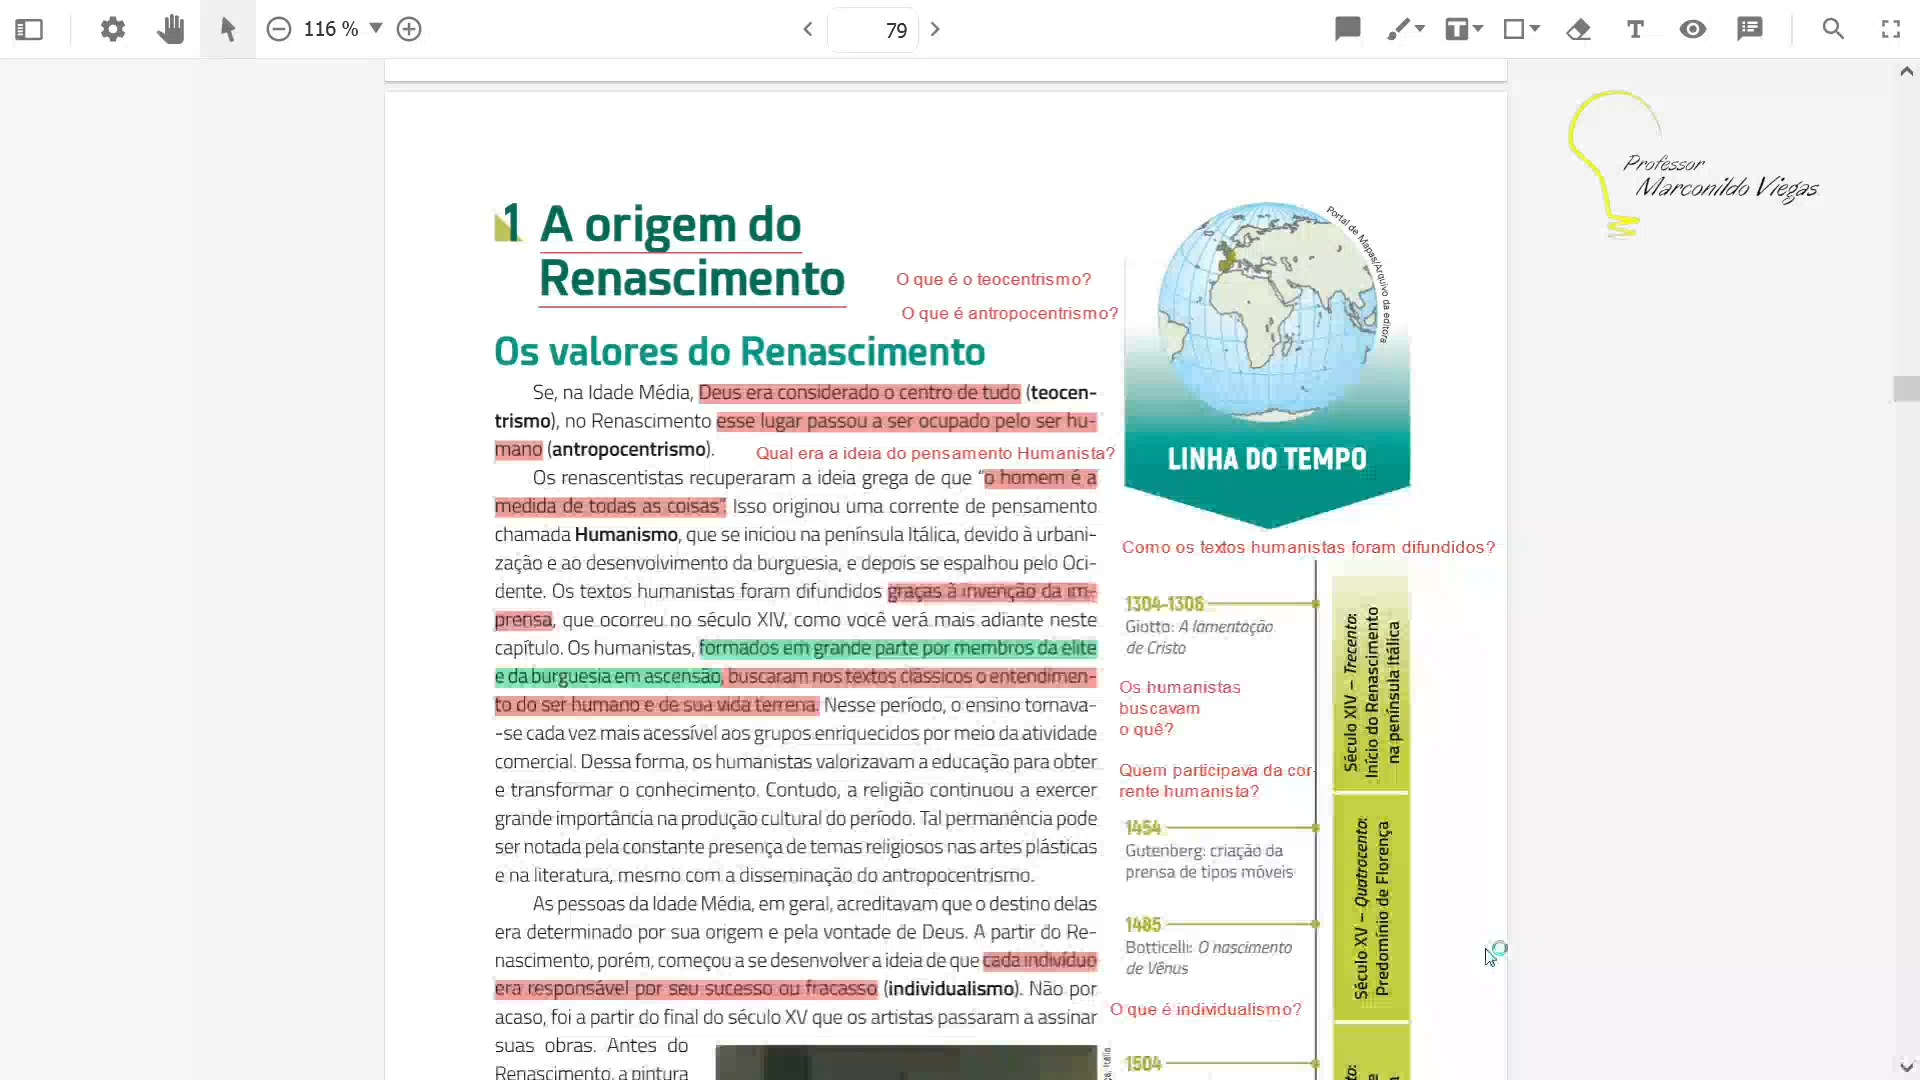 116 %
79
Professor
Marconildo Viegas
1 A origem do
Renascimento
O que é o teocentrismo?
O que é antropocentrismo?
Portal de Mapas/Arquivo da editora
Os valores do Renascimento
Se, na Idade Média, Deus era considerado o centro de tudo (teocen-
trismo), no Renascimento esse lugar passou a ser ocupado pelo ser hu-
mano (antropocentrismo).
Qual era a ideia do pensamento Humanista?
Os renascentistas recuperaram a ideia grega de que “o homem é a
medida de todas as coisas”. Isso originou uma corrente de pensamento
chamada Humanismo, que se iniciou na península Itálica, devido à urbani-
zação e ao desenvolvimento da burguesia, e depois se espalhou pelo Oci-
dente. Os textos humanistas foram difundidos graças à invenção da im-
prensa, que ocorreu no século XIV, como você verá mais adiante neste
capítulo. Os humanistas, formados em grande parte por membros da elite
e da burguesia em ascensão, buscaram nos textos clássicos o entendimen-
to do ser humano e de sua vida terrena. Nesse período, o ensino tornava-
-se cada vez mais acessível aos grupos enriquecidos por meio da atividade
comercial. Dessa forma, os humanistas valorizavam a educação para obter
e transformar o conhecimento. Contudo, a religião continuou a exercer
grande importância na produção cultural do período. Tal permanência pode
ser notada pela constante presença de temas religiosos nas artes plásticas
e na literatura, mesmo com a disseminação do antropocentrismo.
As pessoas da Idade Média, em geral, acreditavam que o destino delas
era determinado por sua origem e pela vontade de Deus. A partir do Re-
nascimento, porém, começou a se desenvolver a ideia de que cada indivíduo
era responsável por seu sucesso ou fracasso (individualismo). Não por
acaso, foi a partir do final do século XV que os artistas passaram a assinar
suas obras. Antes do
Renascimento, a pintura
LINHA DO TEMPO
Como os textos humanistas foram difundidos?
1304-1306
Giotto: A lamentação
de Cristo
Os humanistas
buscavam
o quê?
Quem participava da cor-
rente humanista?
1454
Gutenberg: criação da
prensa de tipos móveis
1485
Botticelli: O nascimento
de Vênus
O que é individualismo?
1504
Século XIV – Trecento:
Início do Renascimento
na península Itálica
Século XV – Quatrocento:
Predomínio de Florença